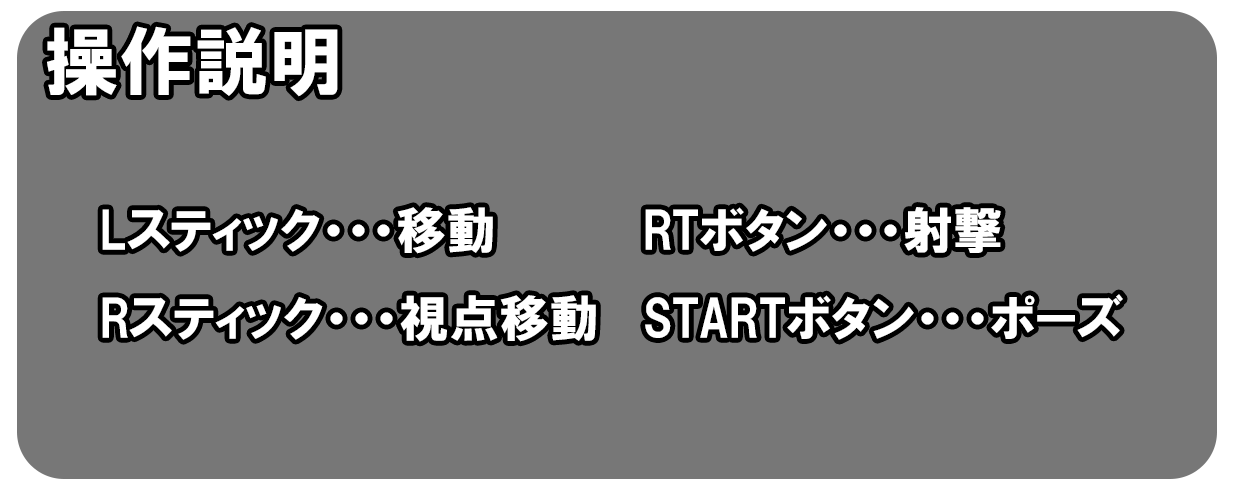 操作説明
Lスティック・・・移動
RTボタン・・・射撃
Rスティック・・・視点移動
STARTボタン・・・ポーズ